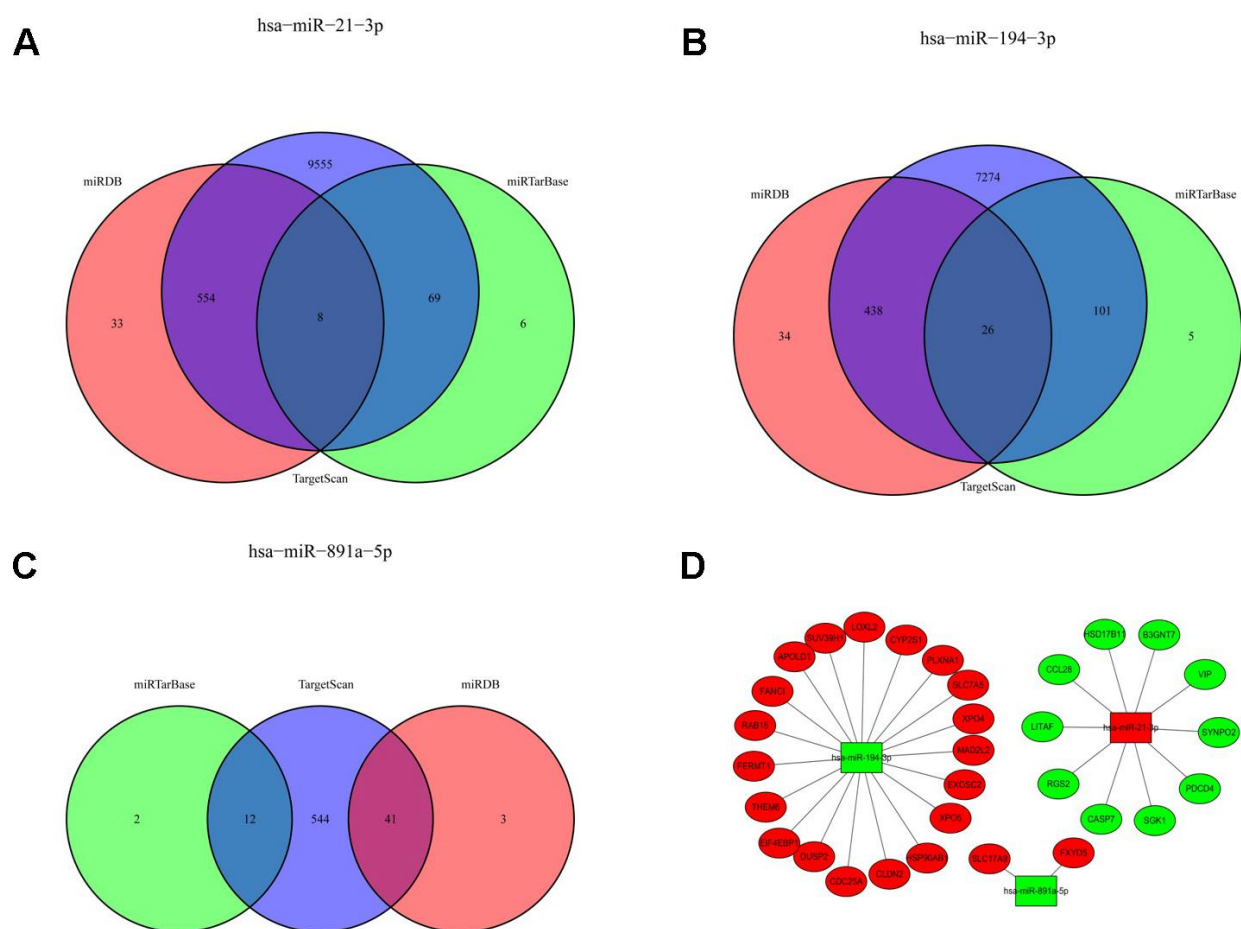 A
hsa−miR−21−3p
miRDB
miRTarBase
TargetScan
9555
554
69
33
8
6
B
hsa−miR−194−3p
miRDB
miRTarBase
TargetScan
7274
438
101
34
26
5
C
hsa−miR−891a−5p
miRTarBase
TargetScan
miRDB
2
12
544
41
3
D
LOXL2
SUV39H1
CYP2S1
APOLD1
PLXNA1
FANCI
SLC7A5
RAB15
XPO4
FERMT1
MAD2L2
THEM6
EXOSC2
EIF4EBP1
XPO5
DUSP2
HSP90AB1
CDC25A
CLDN2
hsa-miR-194-3p
HSD17B11
B3GNT7
CCL28
VIP
LITAF
SYNPO2
RGS2
PDCD4
CASP7
SGK1
hsa-miR-21-3p
SLC17A9
FXYD5
hsa-miR-891a-5p